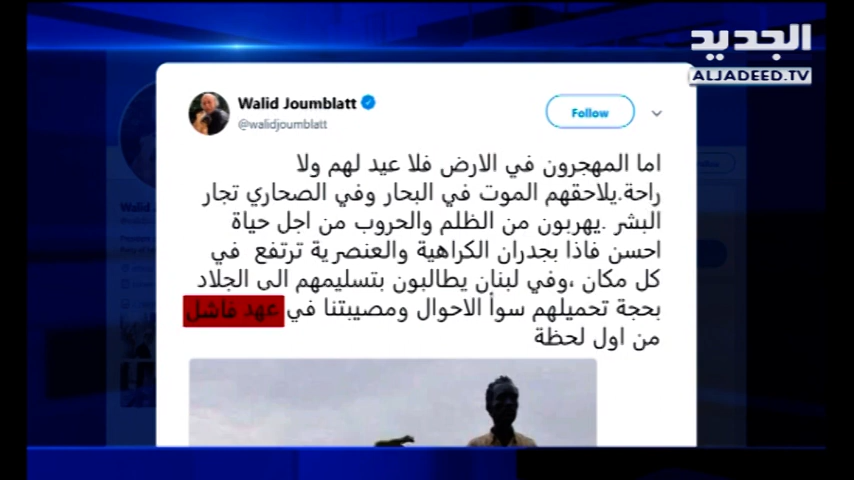 الجديد
ALJADEED.TV
Walid Joumblatt
@walidjoumblatt
Follow
اما المهجرون في الارض فلا عيد لهم ولا
راحة.يلاحقهم الموت في البحار وفي الصحاري تجار
البشر .يهربون من الظلم والحروب من اجل حياة
احسن فاذا بجدران الكراهية والعنصرية ترتفع في
كل مكان ،وفي لبنان يطالبون بتسليمهم الى الجلاد
بحجة تحميلهم سوأ الاحوال ومصيبتنا في عهد فاشل
من اول لحظة